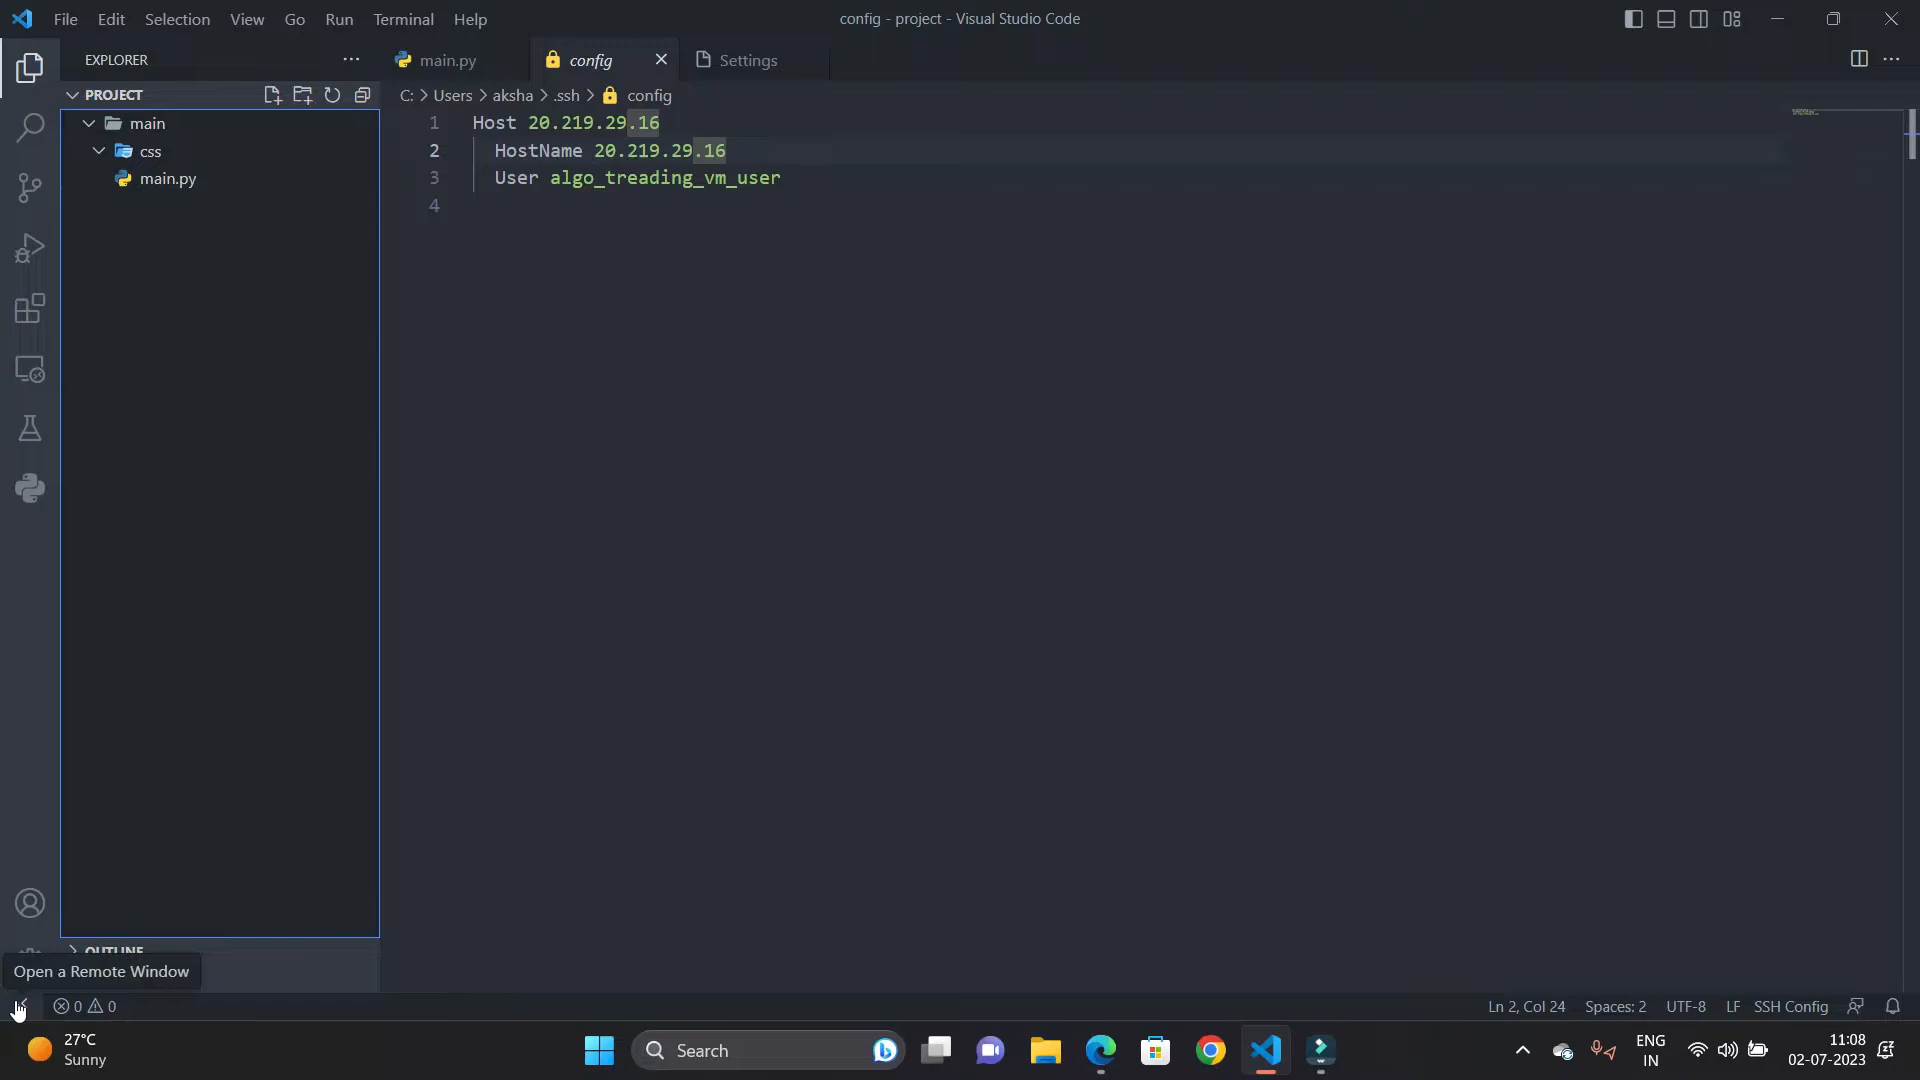 File Edit Selection View Go Run Terminal Help
config - project - Visual Studio Code
EXPLORER
main.py
config
Settings
PROJECT
C: > Users > aksha > .ssh > config
main
css
main.py
1 Host 20.219.29.16
2 HostName 20.219.29.16
3 User algo_treading_vm_user
4
OUTLINE
Open a Remote Window
0 0
Ln 2, Col 24 Spaces: 2 UTF-8 LF SSH Config
27°C
Sunny
Search
ENG
IN
11:08
02-07-2023